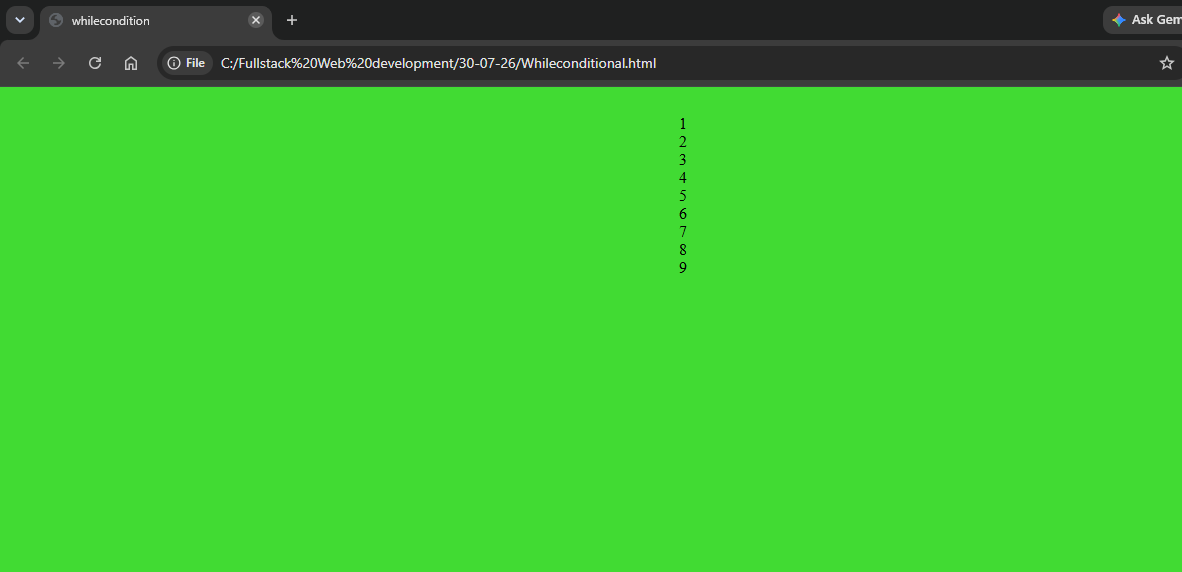 whilecondition
Ask Gem
File
C:/Fullstack%20Web%20development/30-07-26/Whileconditional.html
1
2
3
4
5
6
7
8
9